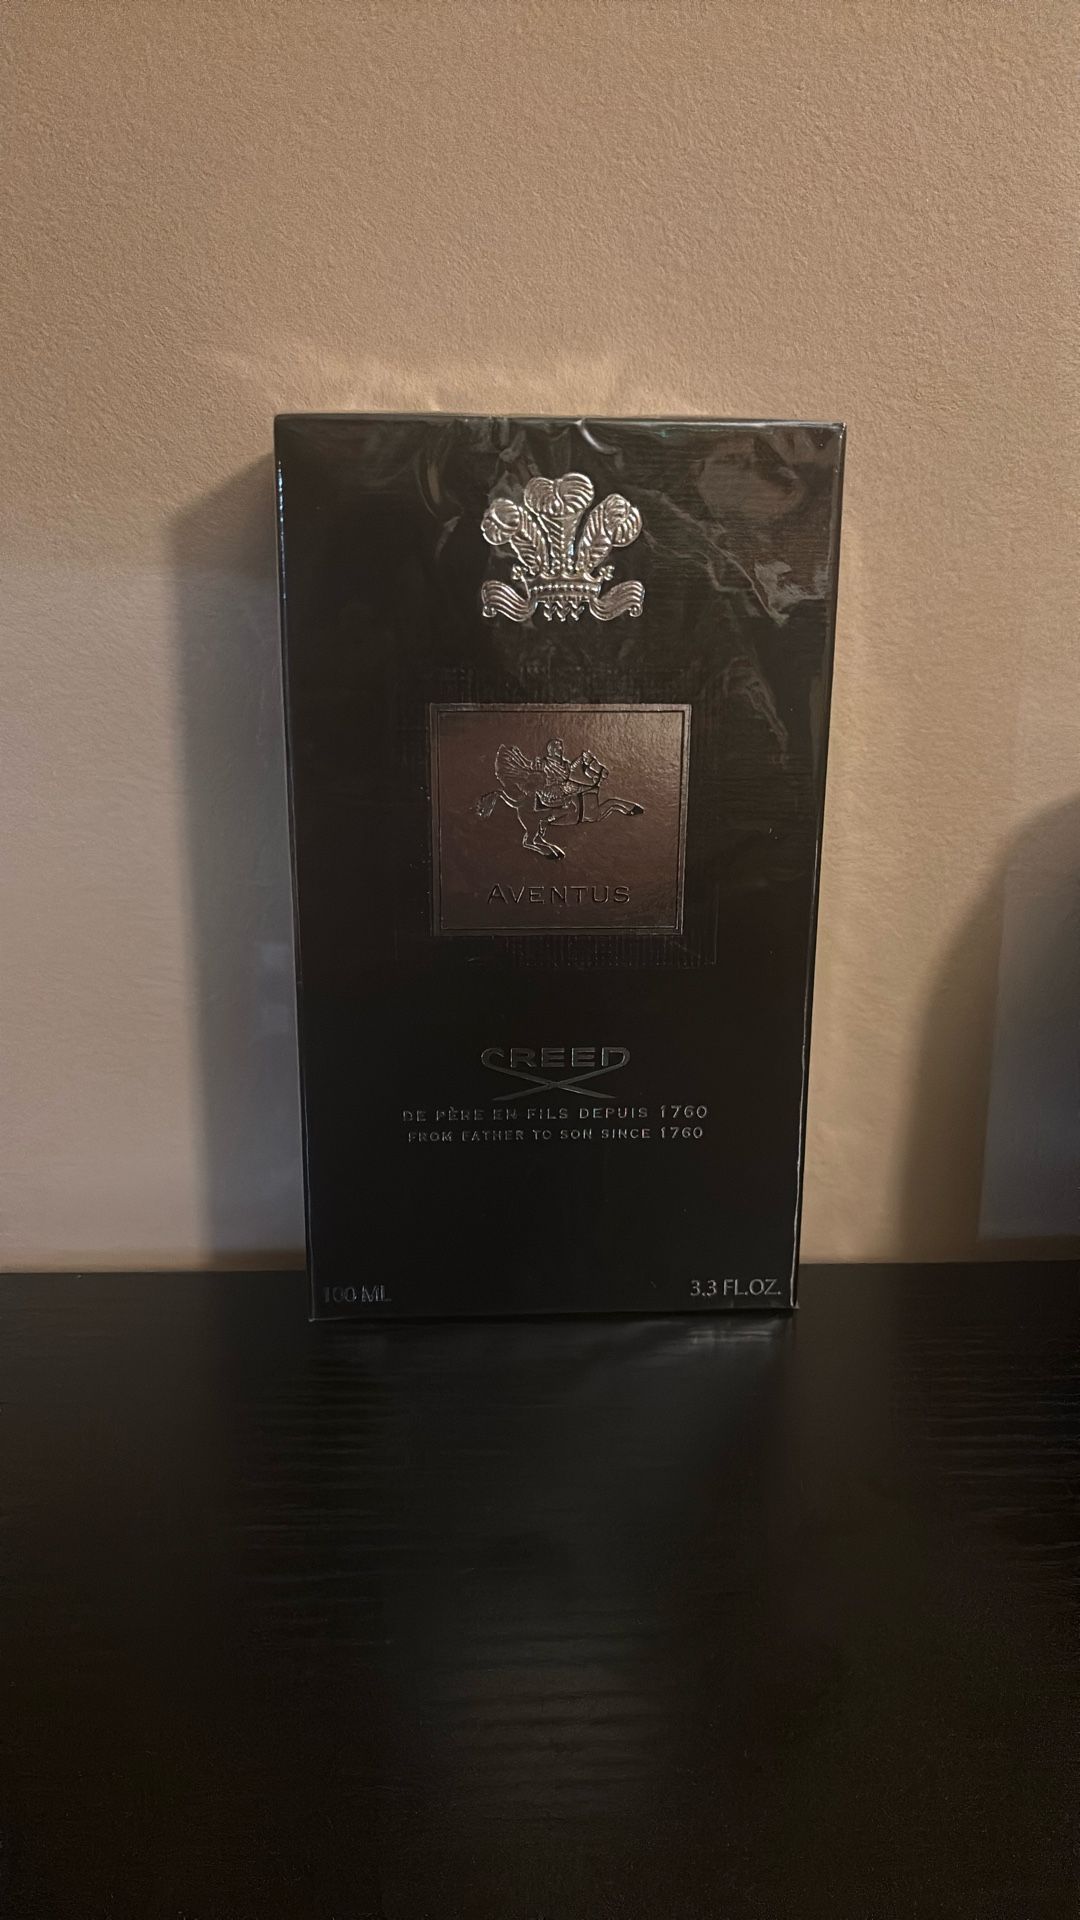 AVENTUS
CREED
DE PÈRE EN FILS DEPUIS 1760
FROM FATHER TO SON SINCE 1760
100 ML
3.3 FL.OZ.